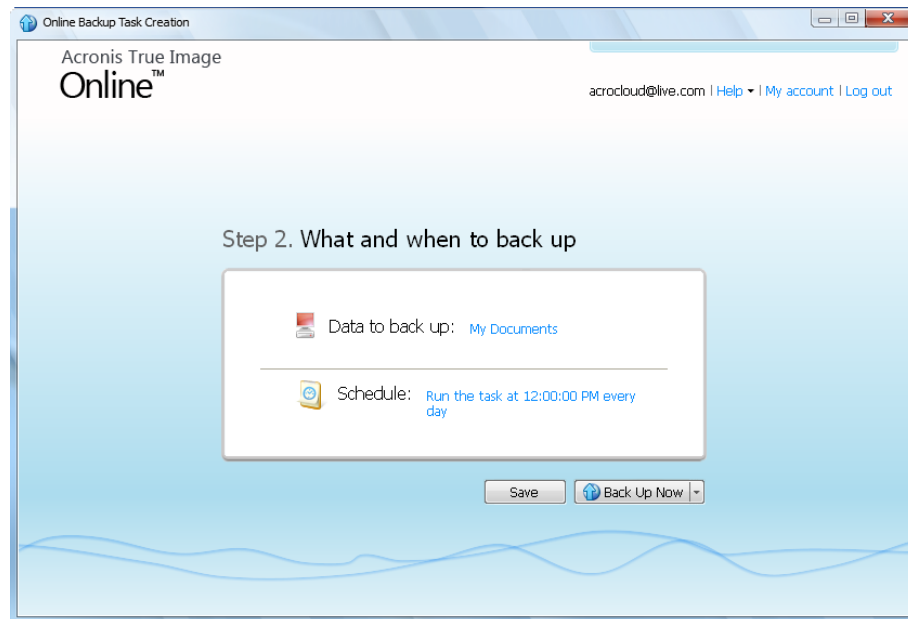 Online Backup Task Creation
Acronis True Image
Online™
acrocloud@live.com | Help | My account | Log out
Step 2. What and when to back up
Data to back up: My Documents
Schedule: Run the task at 12:00:00 PM every
day
Save
Back Up Now